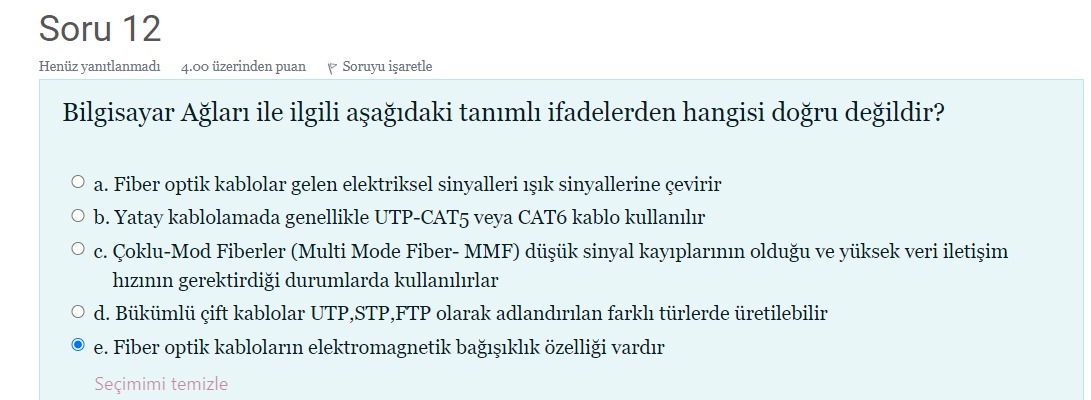 Soru 12
Henüz yanıtlanmadı 4.00 üzerinden puan Soruyu işaretle
Bilgisayar Ağları ile ilgili aşağıdaki tanımlı ifadelerden hangisi doğru değildir?
a. Fiber optik kablolar gelen elektriksel sinyalleri ışık sinyallerine çevirir
b. Yatay kablolamada genellikle UTP-CAT5 veya CAT6 kablo kullanılır
c. Çoklu-Mod Fiberler (Multi Mode Fiber- MMF) düşük sinyal kayıplarının olduğu ve yüksek veri iletişim
hızının gerektirdiği durumlarda kullanılırlar
d. Bükümlü çift kablolar UTP,STP,FTP olarak adlandırılan farklı türlerde üretilebilir
e. Fiber optik kabloların elektromagnetik bağışıklık özelliği vardır
Seçimimi temizle